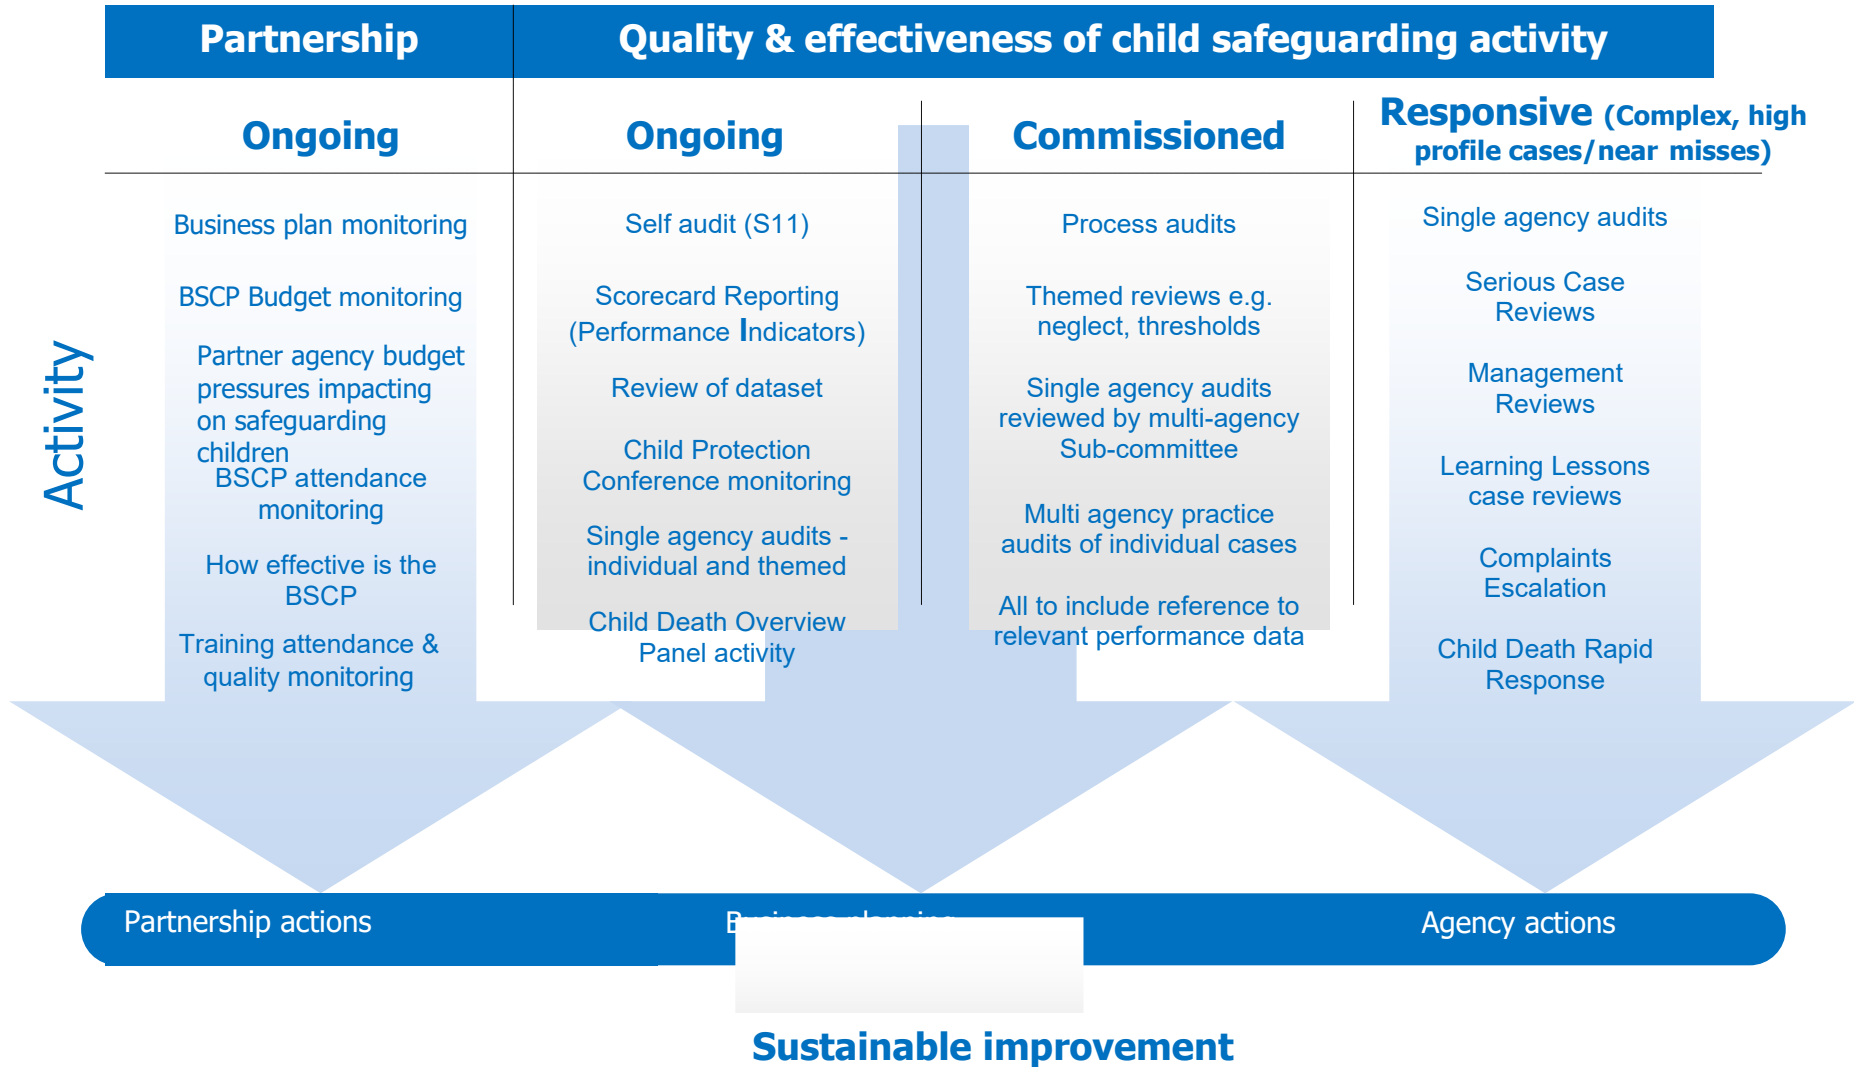 Partnership
Quality & effectiveness of child safeguarding activity
Ongoing
Ongoing
Commissioned
Responsive (Complex, high
profile cases/near misses)
Activity
Business plan monitoring
BSCP Budget monitoring
Partner agency budget
pressures impacting
on safeguarding
children
BSCP attendance
monitoring
How effective is the
BSCP
Training attendance &
quality monitoring
Self audit (S11)
Scorecard Reporting
(Performance Indicators)
Review of dataset
Child Protection
Conference monitoring
Single agency audits -
individual and themed
Child Death Overview
Panel activity
Process audits
Themed reviews e.g.
neglect, thresholds
Single agency audits
reviewed by multi-agency
Sub-committee
Multi agency practice
audits of individual cases
All to include reference to
relevant performance data
Single agency audits
Serious Case
Reviews
Management
Reviews
Learning Lessons
case reviews
Complaints
Escalation
Child Death Rapid
Response
Partnership actions
Business planning
Agency actions
Sustainable improvement